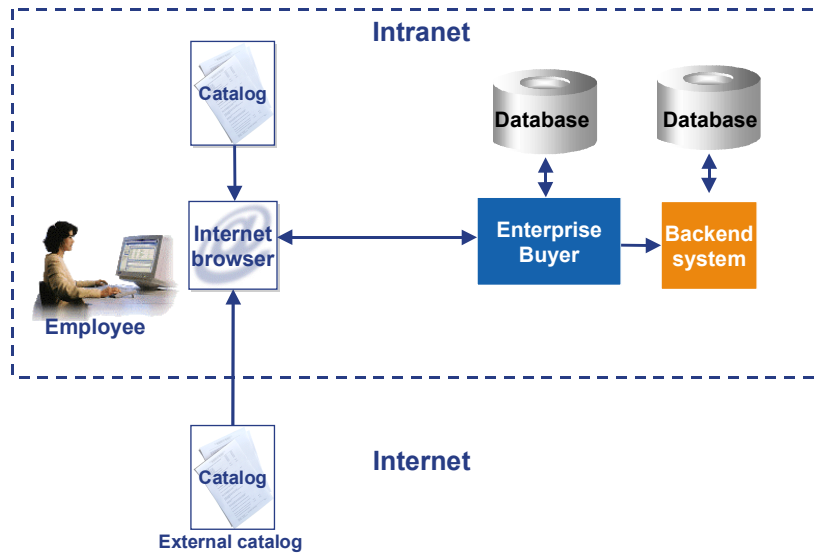 Intranet
Catalog
Database
Database
Internet
browser
Enterprise
Buyer
Backend
system
Employee
Catalog
Internet
External catalog